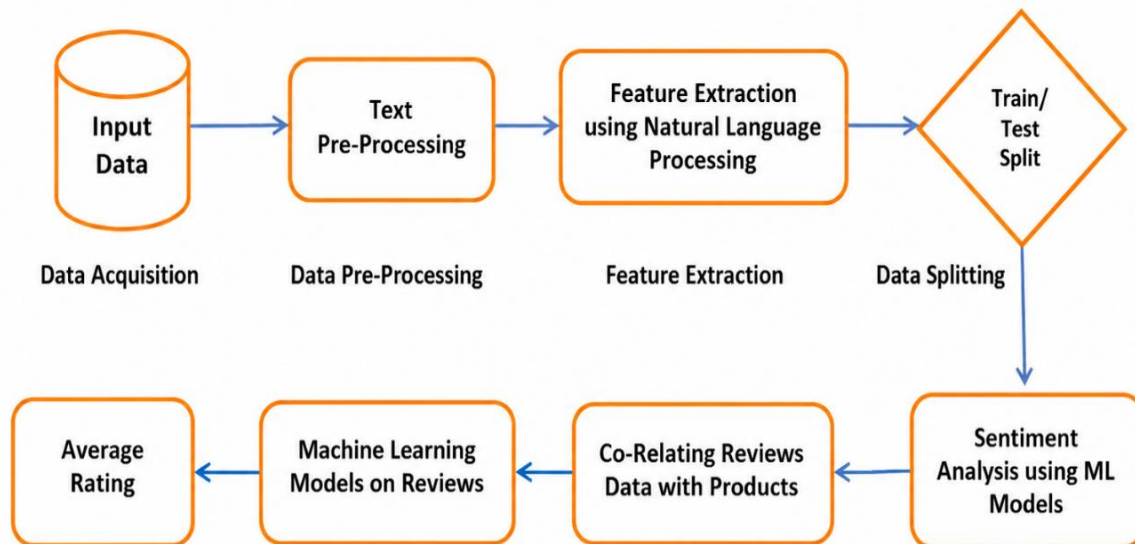 Input
Data
Text
Pre-Processing
Feature Extraction
using Natural Language
Processing
Train/
Test
Split
Data Acquisition
Data Pre-Processing
Feature Extraction
Data Splitting
Average
Rating
Machine Learning
Models on Reviews
Co-Relating Reviews
Data with Products
Sentiment
Analysis using ML
Models